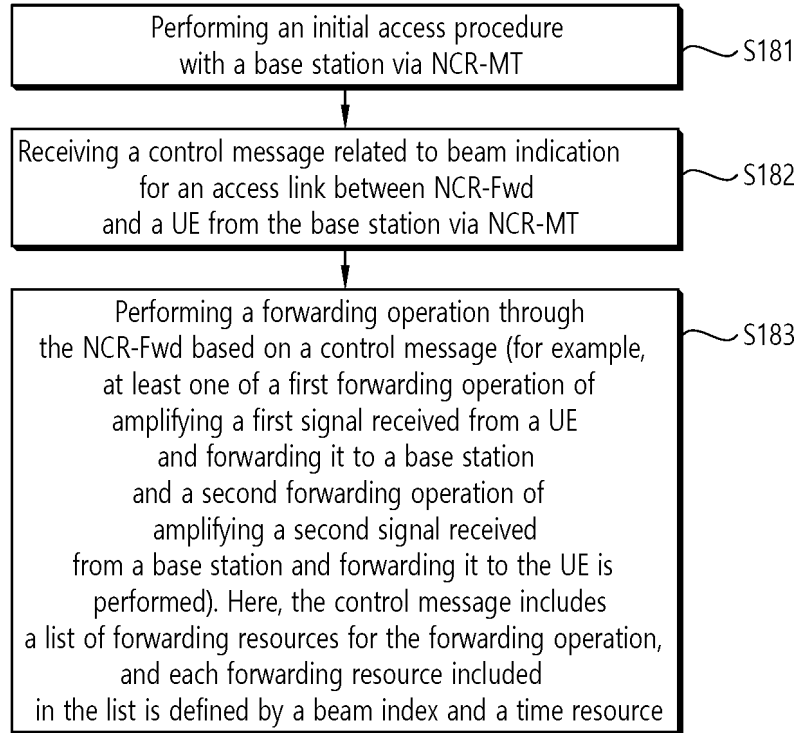 Performing an initial access procedure
with a base station via NCR-MT
S181
Receiving a control message related to beam indication
for an access link between NCR-Fwd
and a UE from the base station via NCR-MT
S182
Performing a forwarding operation through
the NCR-Fwd based on a control message (for example,
at least one of a first forwarding operation of
amplifying a first signal received from a UE
and forwarding it to a base station
and a second forwarding operation of
amplifying a second signal received
from a base station and forwarding it to the UE is
performed). Here, the control message includes
a list of forwarding resources for the forwarding operation,
and each forwarding resource included
in the list is defined by a beam index and a time resource
S183